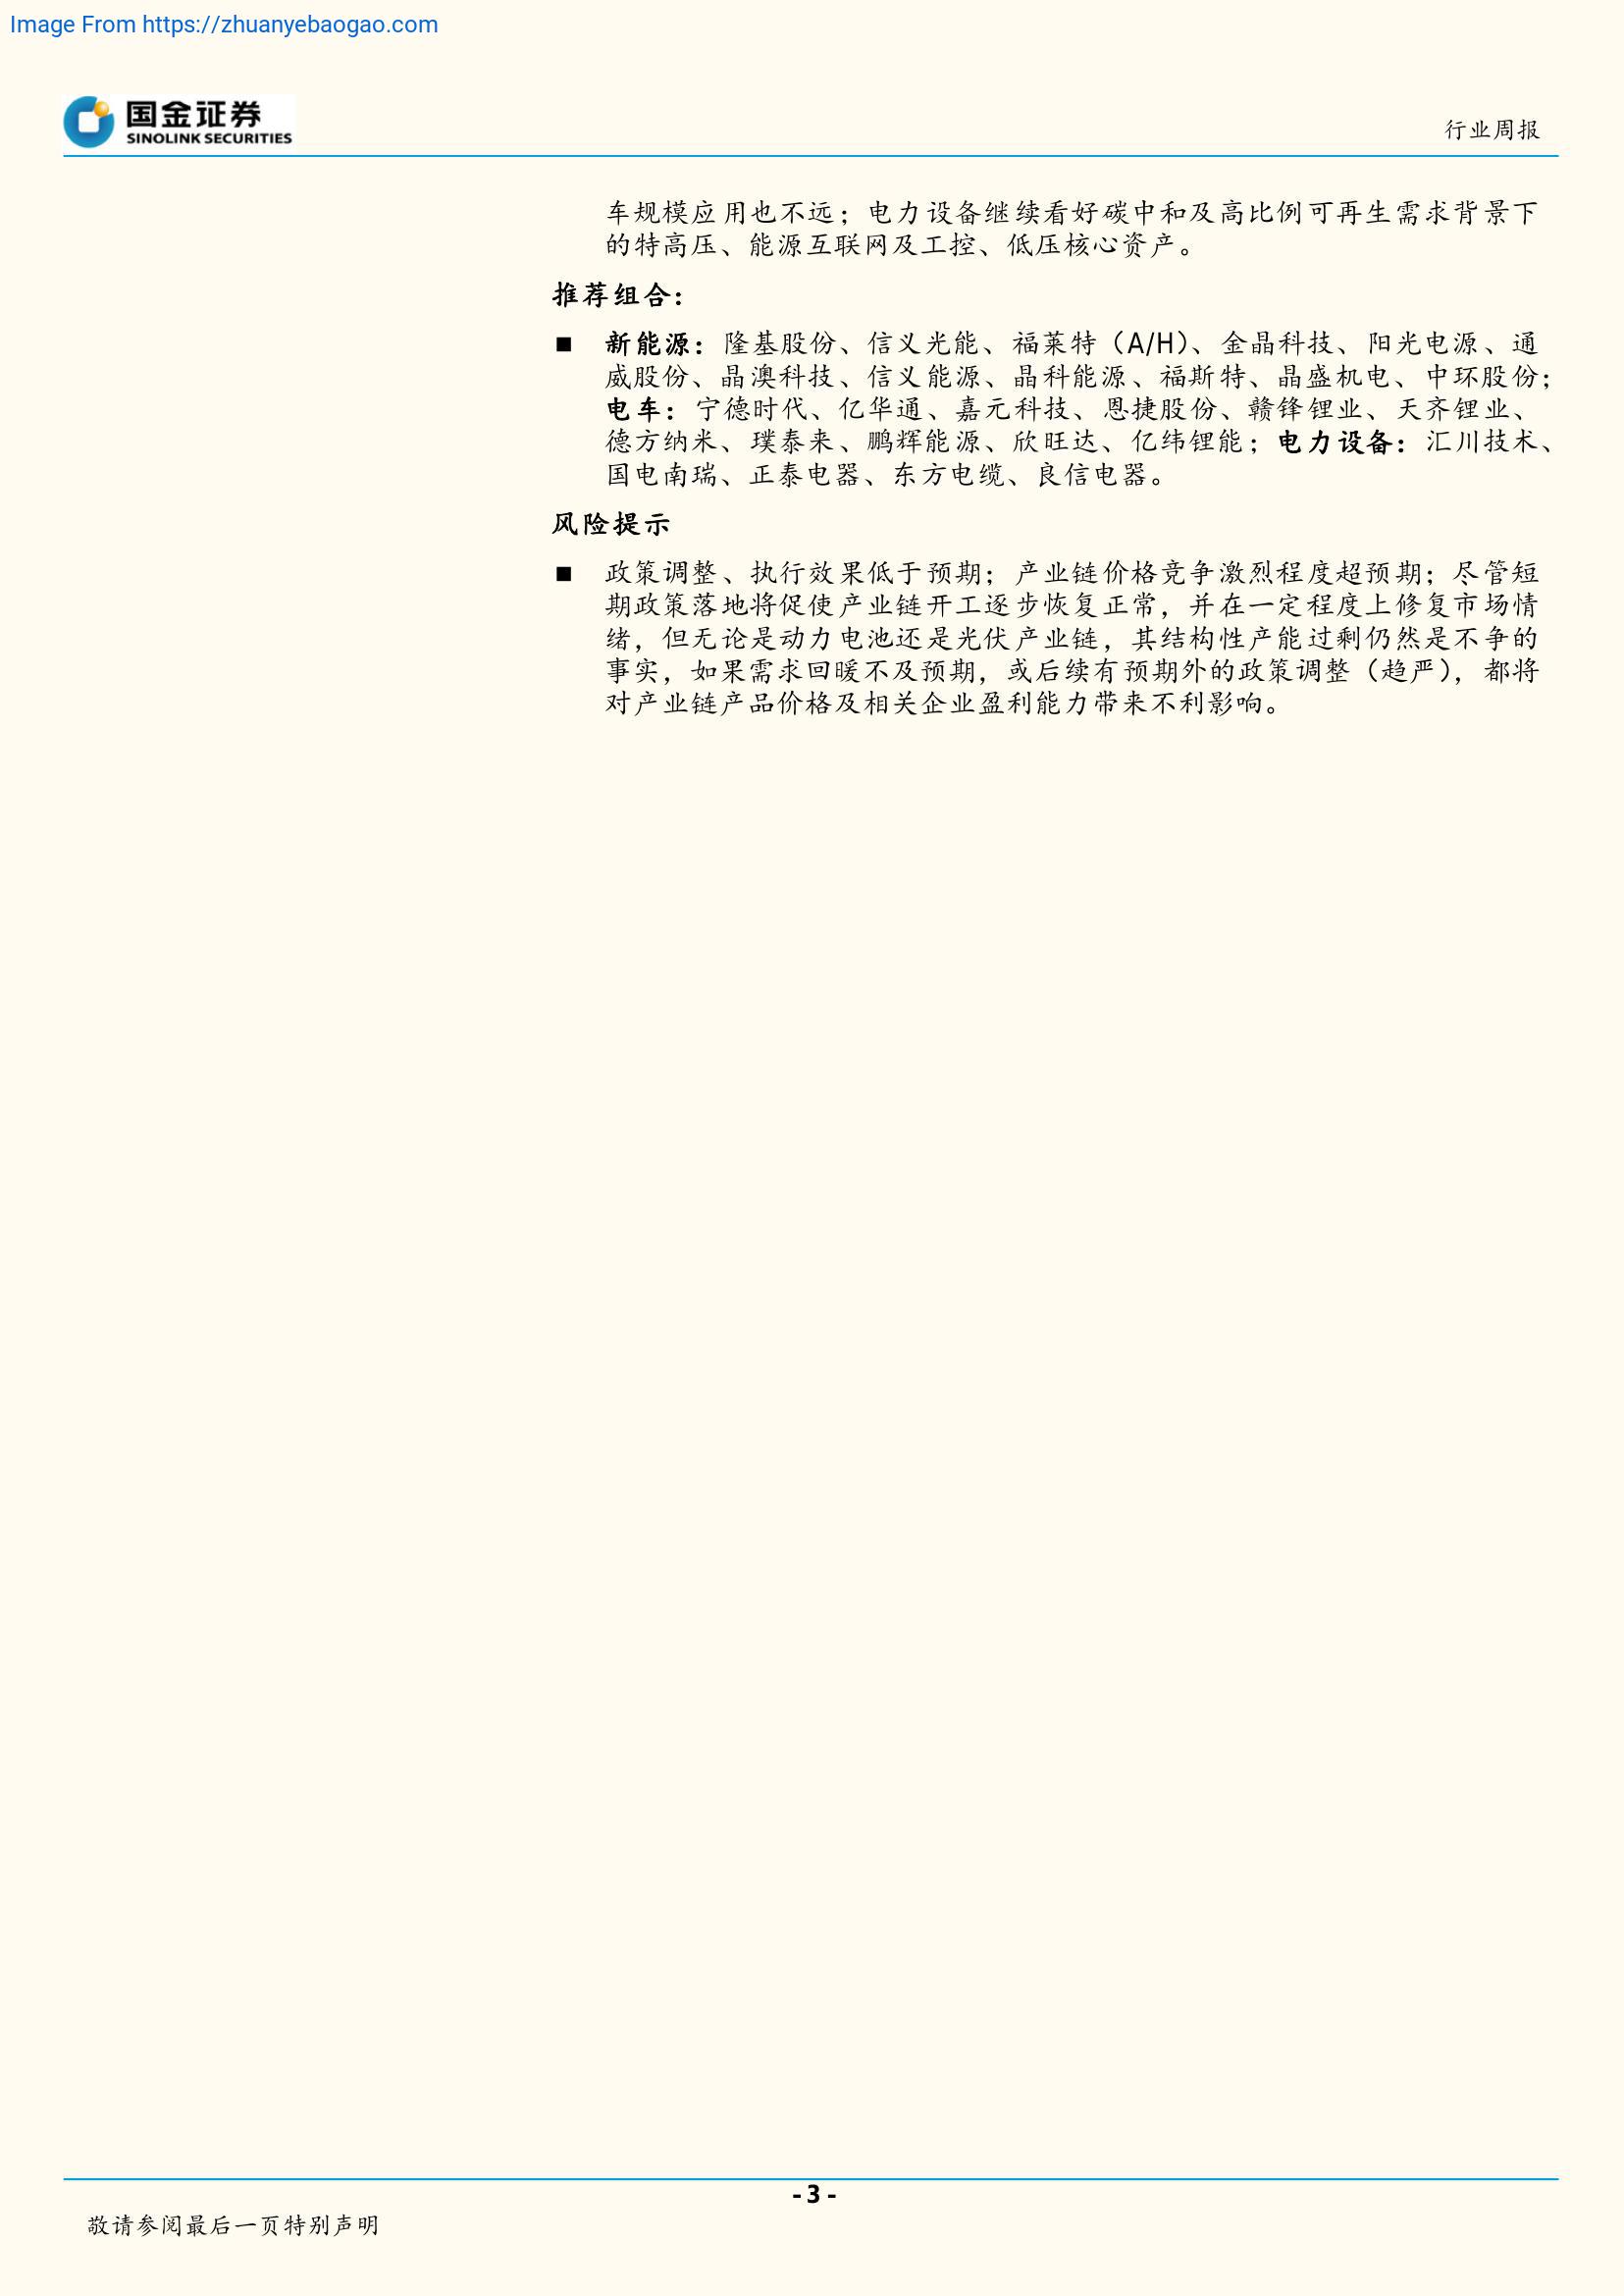 Image From https://zhuanyebaogao.com
国金证券
SINOLINK SECURITIES
行业周报
车规模应用也不远；电力设备继续看好碳中和及高比例可再生需求背景下
的特高压、能源互联网及工控、低压核心资产。
推荐组合：
■ 新能源：隆基股份、信义光能、福莱特（A/H）、金晶科技、阳光电源、通
威股份、晶澳科技、信义能源、晶科能源、福斯特、晶盛机电、中环股份；
电车：宁德时代、亿华通、嘉元科技、恩捷股份、赣锋锂业、天齐锂业、
德方纳米、璞泰来、鹏辉能源、欣旺达、亿纬锂能；电力设备：汇川技术、
国电南瑞、正泰电器、东方电缆、良信电器。
风险提示
■ 政策调整、执行效果低于预期；产业链价格竞争激烈程度超预期；尽管短
期政策落地将促使产业链开工逐步恢复正常，并在一定程度上修复市场情
绪，但无论是动力电池还是光伏产业链，其结构性产能过剩仍然是不争的
事实，如果需求回暖不及预期，或后续有预期外的政策调整（趋严），都将
对产业链产品价格及相关企业盈利能力带来不利影响。
- 3 -
敬请参阅最后一页特别声明